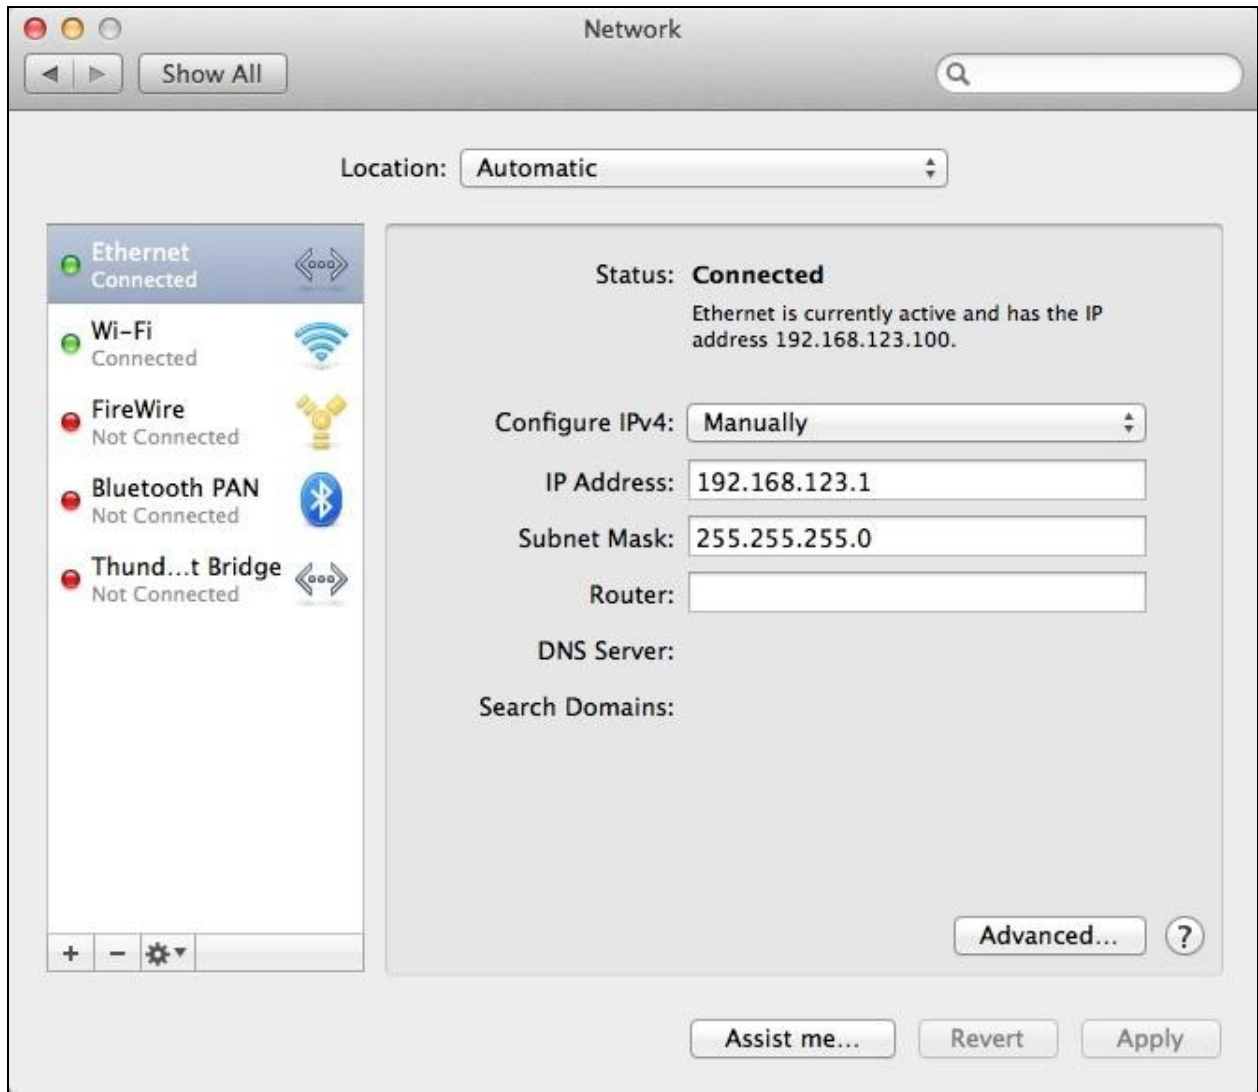 Network
Show All
Location: Automatic
Ethernet
Connected
Wi-Fi
Connected
FireWire
Not Connected
Bluetooth PAN
Not Connected
Thund...t Bridge
Not Connected
Status: Connected
Ethernet is currently active and has the IP
address 192.168.123.100.
Configure IPv4: Manually
IP Address: 192.168.123.1
Subnet Mask: 255.255.255.0
Router:
DNS Server:
Search Domains:
Advanced... ?
+ −
Assist me... Revert Apply